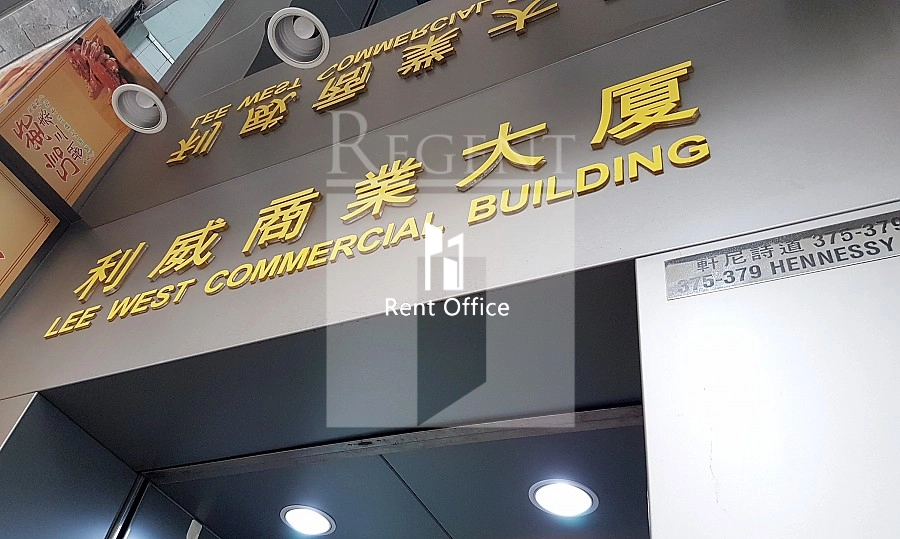 利威商業大厦
LEE WEST COMMERCIAL BUILDING
軒尼詩道 375-379
375-379 HENNESSY
REGENT
Rent Office